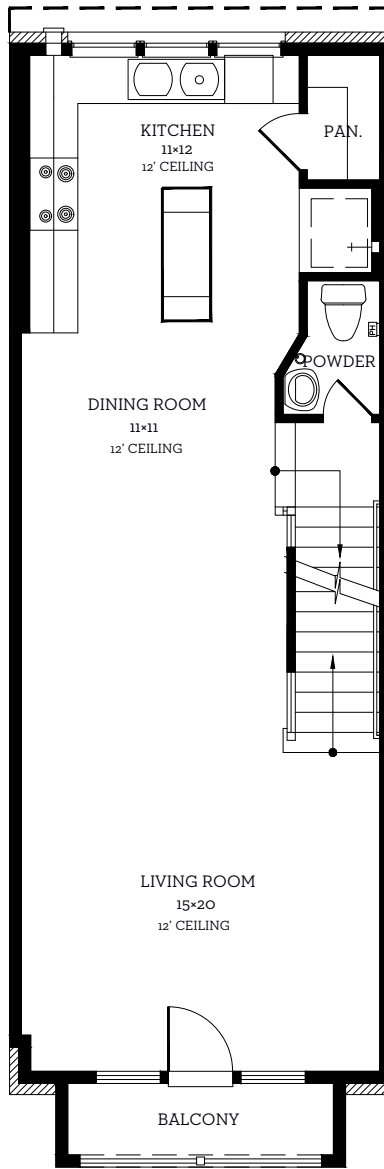 KITCHEN
11×12
12' CEILING
PAN.
PH
POWDER
DINING ROOM
11×11
12' CEILING
LIVING ROOM
15×20
12' CEILING
BALCONY